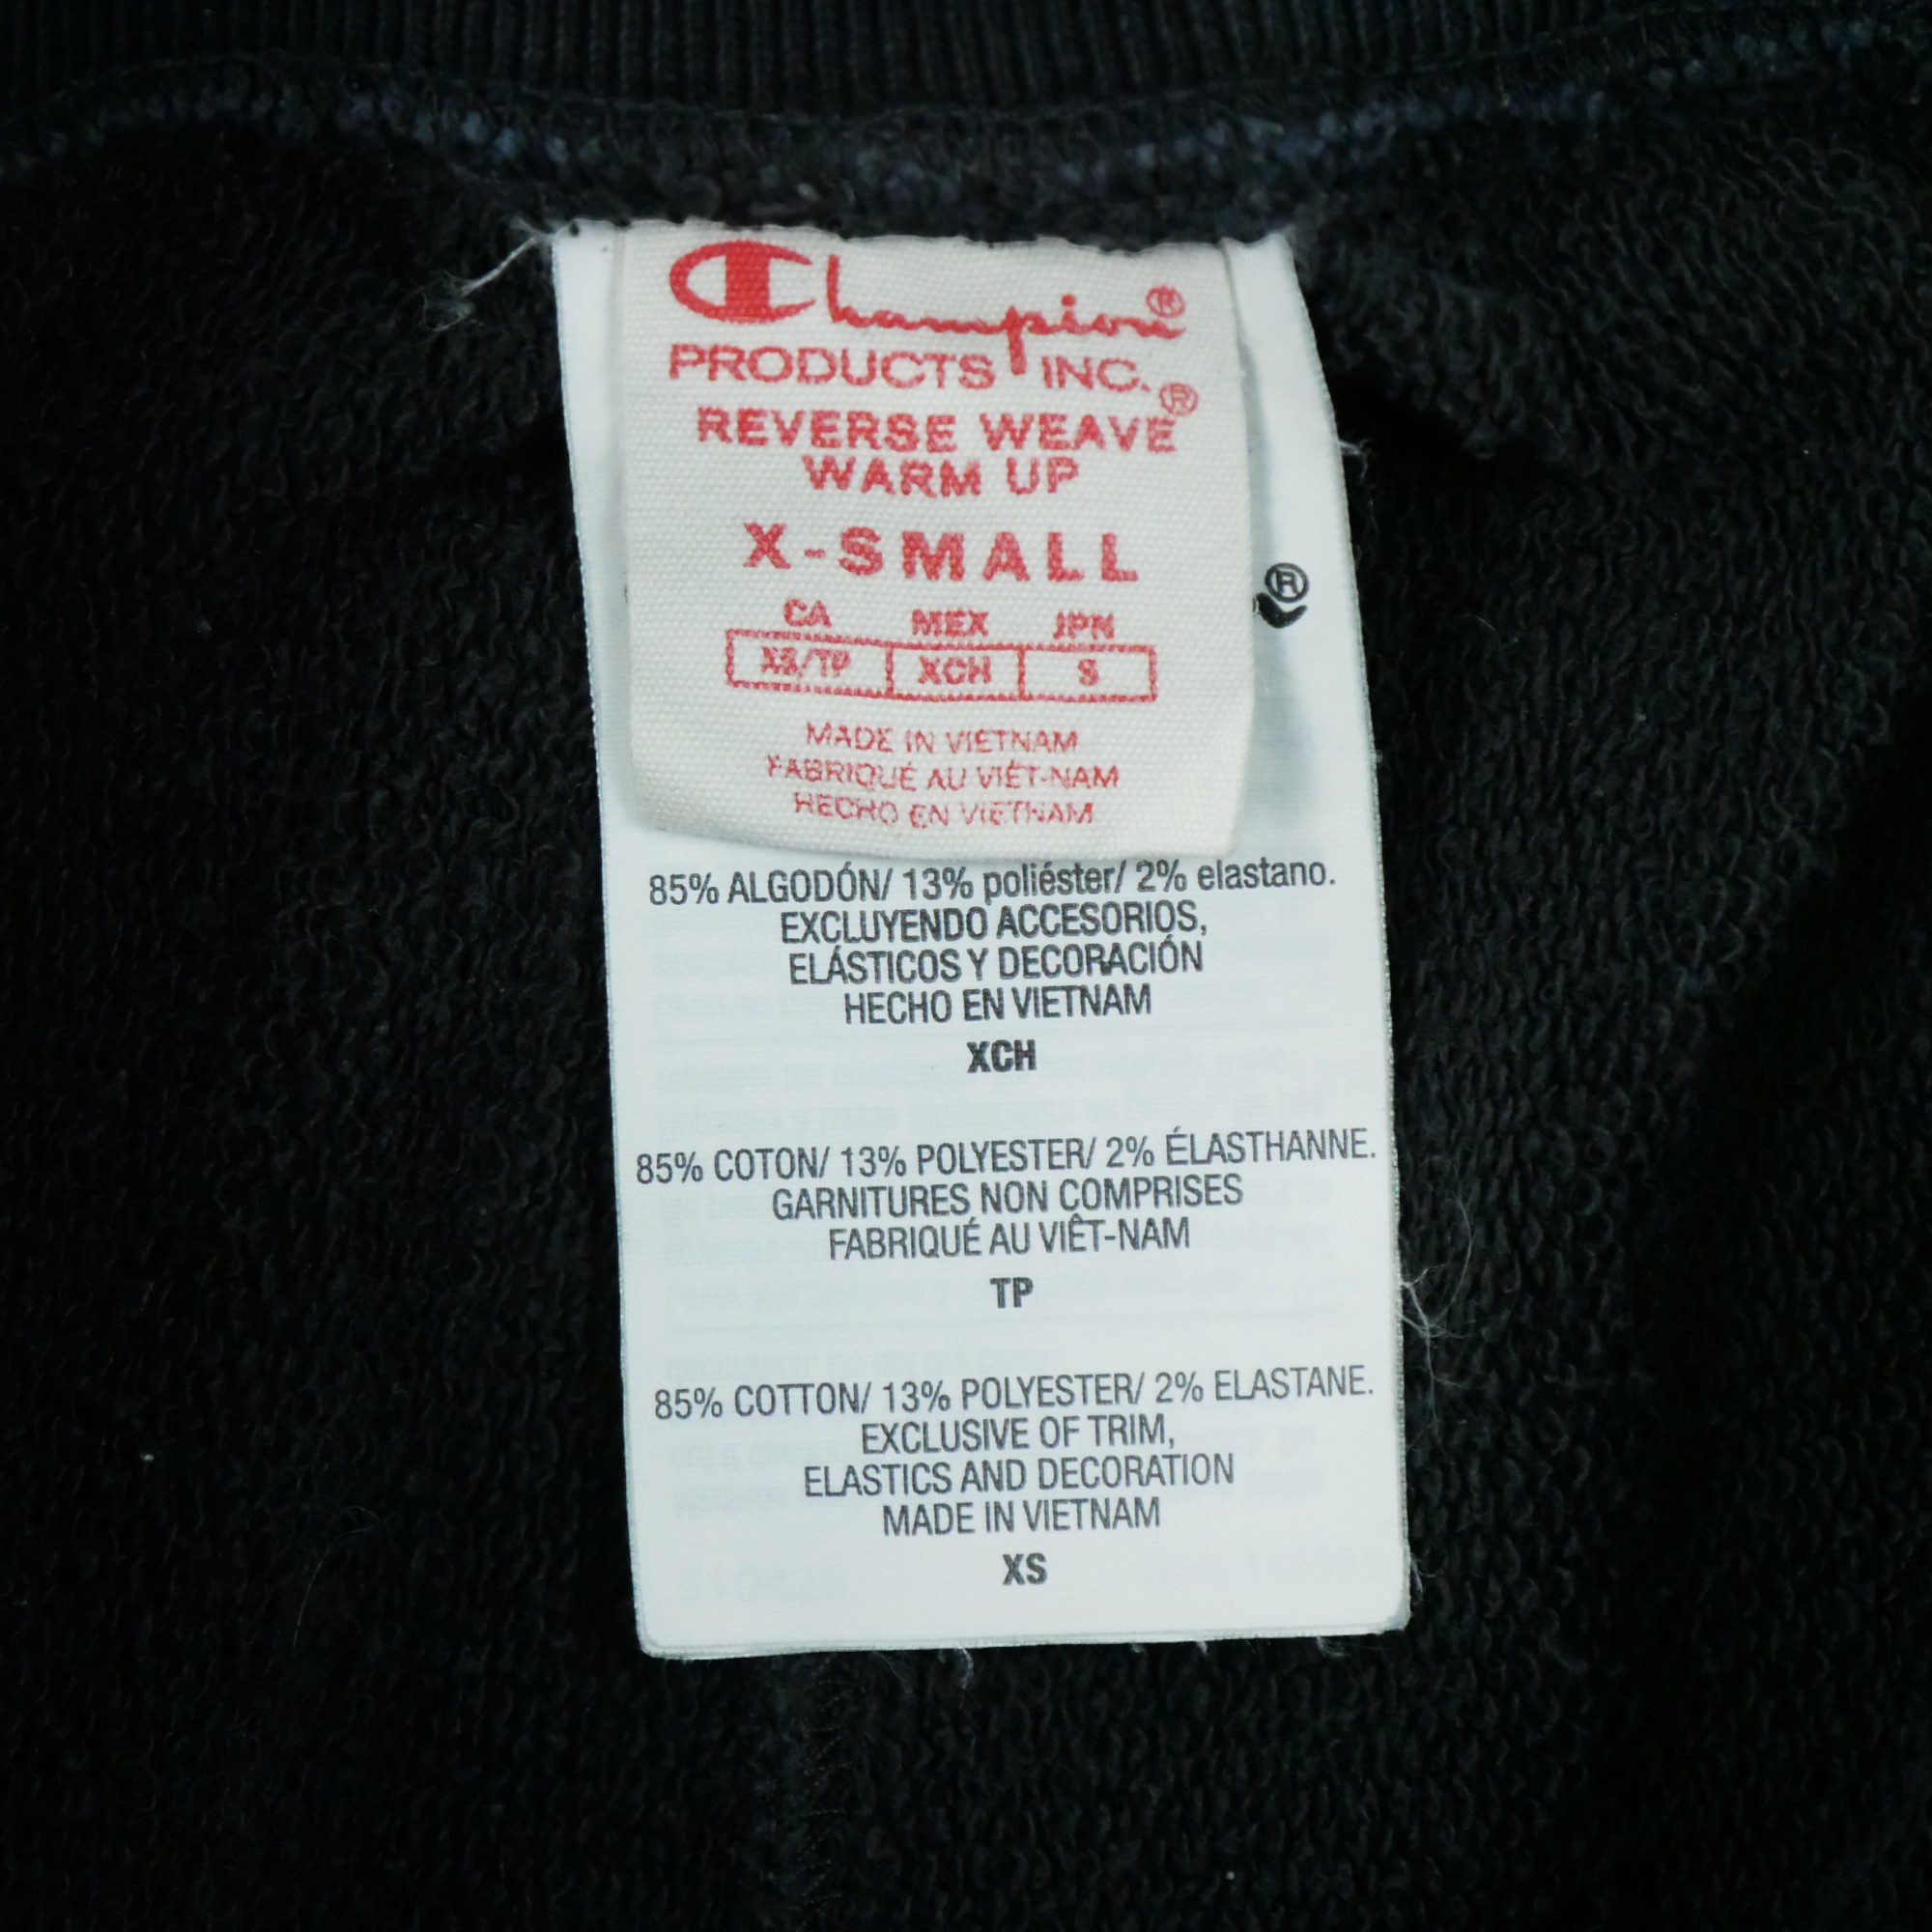 Champion®
PRODUCTS INC.
REVERSE WEAVE®
WARM UP
X-SMALL
CA MEX JPN
XS/TP XCH S
MADE IN VIETNAM
FABRIQUÉ AU VIÊT-NAM
HECHO EN VIETNAM
®
85% ALGODÓN/ 13% poliéster/ 2% elastano.
EXCLUYENDO ACCESORIOS,
ELÁSTICOS Y DECORACIÓN
HECHO EN VIETNAM
XCH
85% COTON/ 13% POLYESTER/ 2% ÉLASTHANNE.
GARNITURES NON COMPRISES
FABRIQUÉ AU VIÊT-NAM
TP
85% COTTON/ 13% POLYESTER/ 2% ELASTANE.
EXCLUSIVE OF TRIM,
ELASTICS AND DECORATION
MADE IN VIETNAM
XS